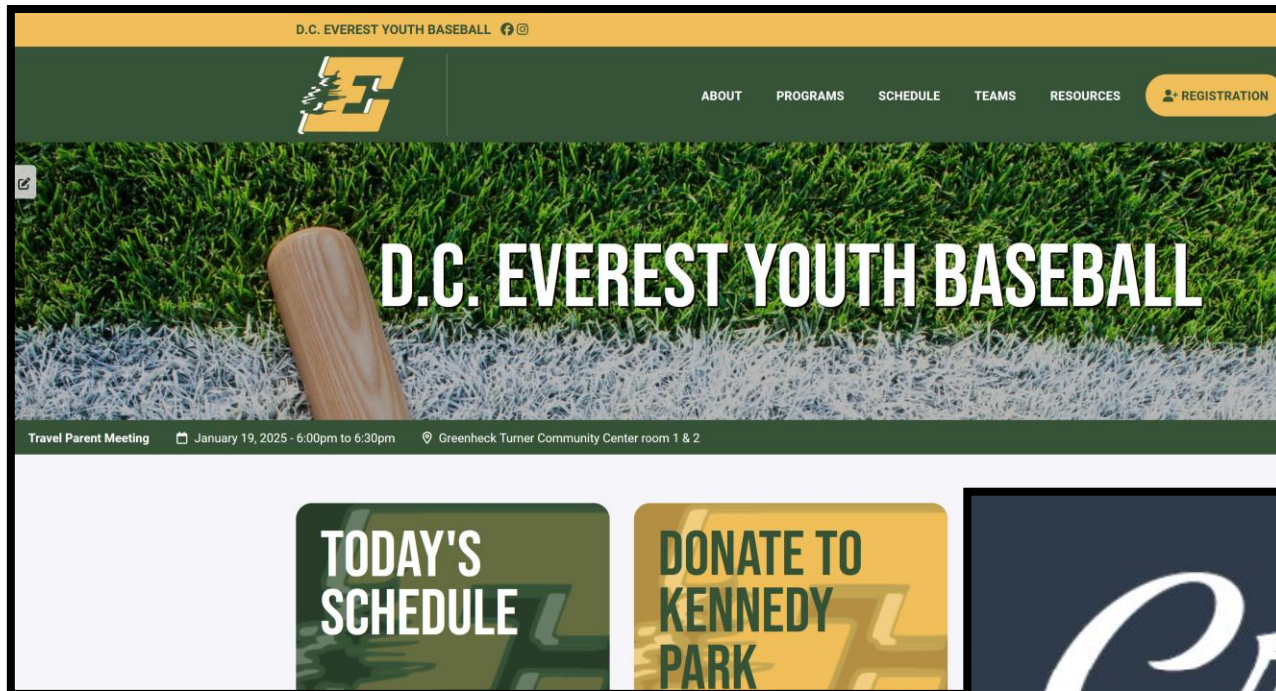 D.C. EVEREST YOUTH BASEBALL
E
ABOUT PROGRAMS SCHEDULE TEAMS RESOURCES REGISTRATION
D.C. EVEREST YOUTH BASEBALL
Travel Parent Meeting January 19, 2025 - 6:00pm to 6:30pm Greenheck Turner Community Center room 1 & 2
TODAY'S
SCHEDULE
DONATE TO
KENNEDY
PARK